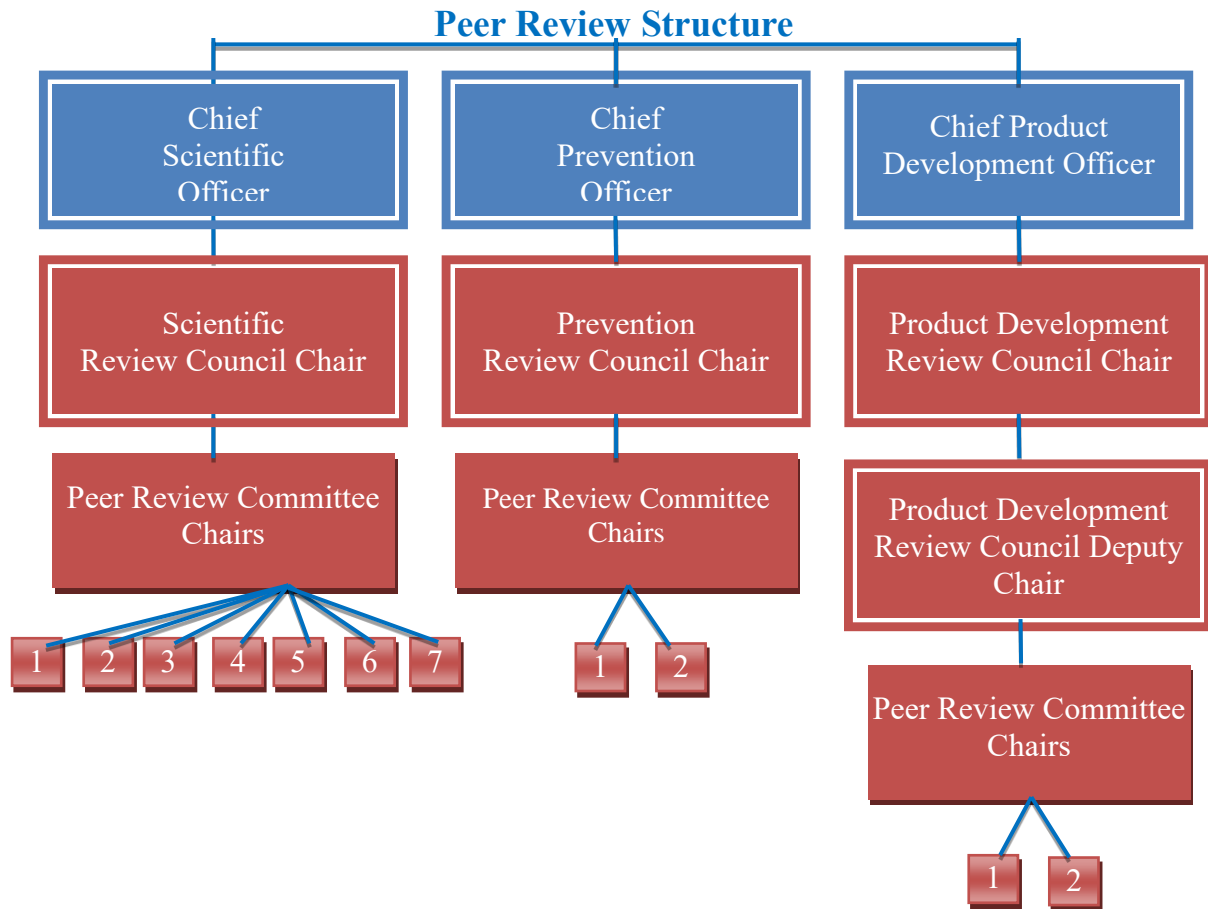 Peer Review Structure
Chief
Scientific
Officer
Chief
Prevention
Officer
Chief Product
Development Officer
Scientific
Review Council Chair
Prevention
Review Council Chair
Product Development
Review Council Chair
Peer Review Committee
Chairs
Peer Review Committee
Chairs
Product Development
Review Council Deputy
Chair
1 2 3 4 5 6 7
1 2
Peer Review Committee
Chairs
1 2